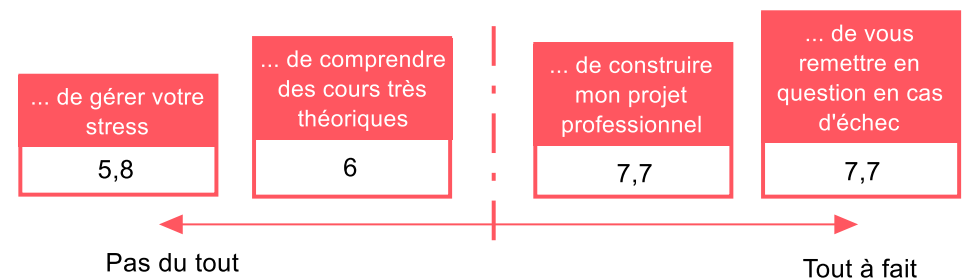 ... de gérer votre
stress
5,8
... de comprendre
des cours très
théoriques
6
... de construire
mon projet
professionnel
7,7
... de vous
remettre en
question en cas
d'échec
7,7
Pas du tout
Tout à fait